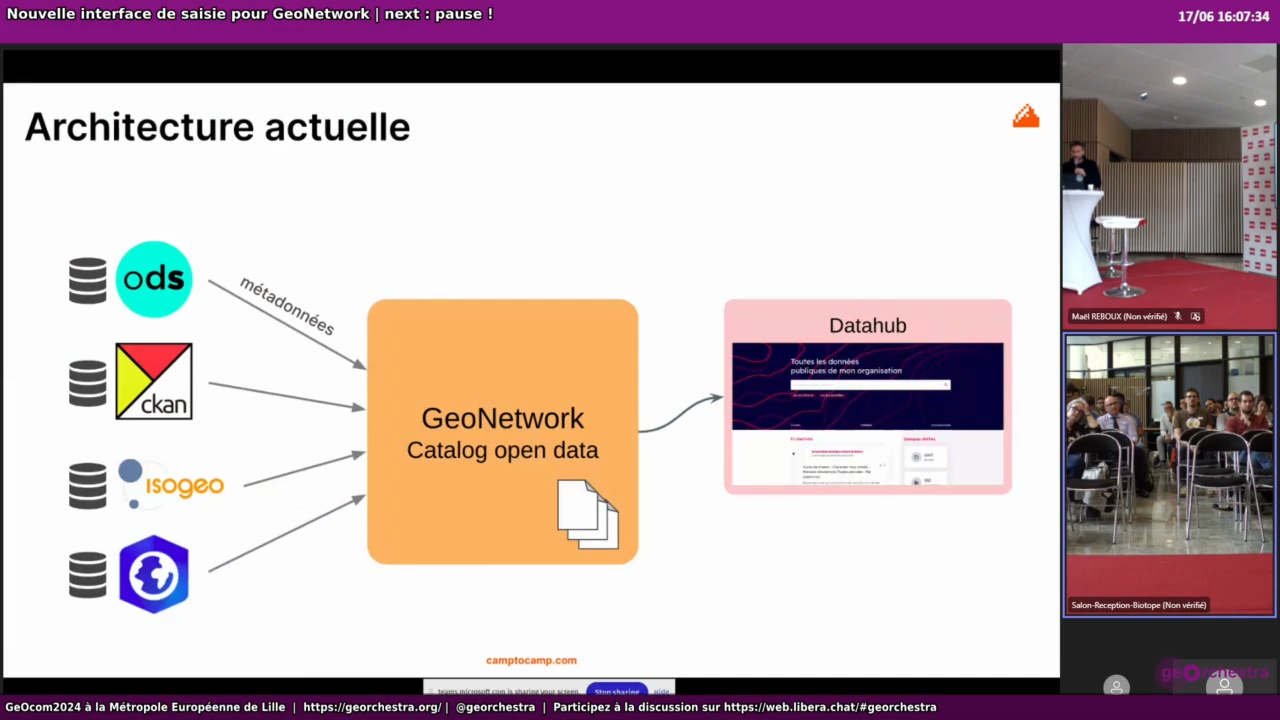 Nouvelle interface de saisie pour GeoNetwork | next : pause !
17/06 16:07:34
Architecture actuelle
ods
métadonnées
ckan
isogeo
GeoNetwork
Catalog open data
Datahub
Toutes les données
publiques de mon organisation
camptocamp.com
Maël REBOUX (Non vérifié)
Salon-Reception-Biotope (Non vérifié)
geOrchestra
teams.microsoft.com is sharing your screen.
Stop sharing
Hide
GeOcom2024 à la Métropole Européenne de Lille | https://georchestra.org/ | @georchestra | Participez à la discussion sur https://web.libera.chat/#georchestra